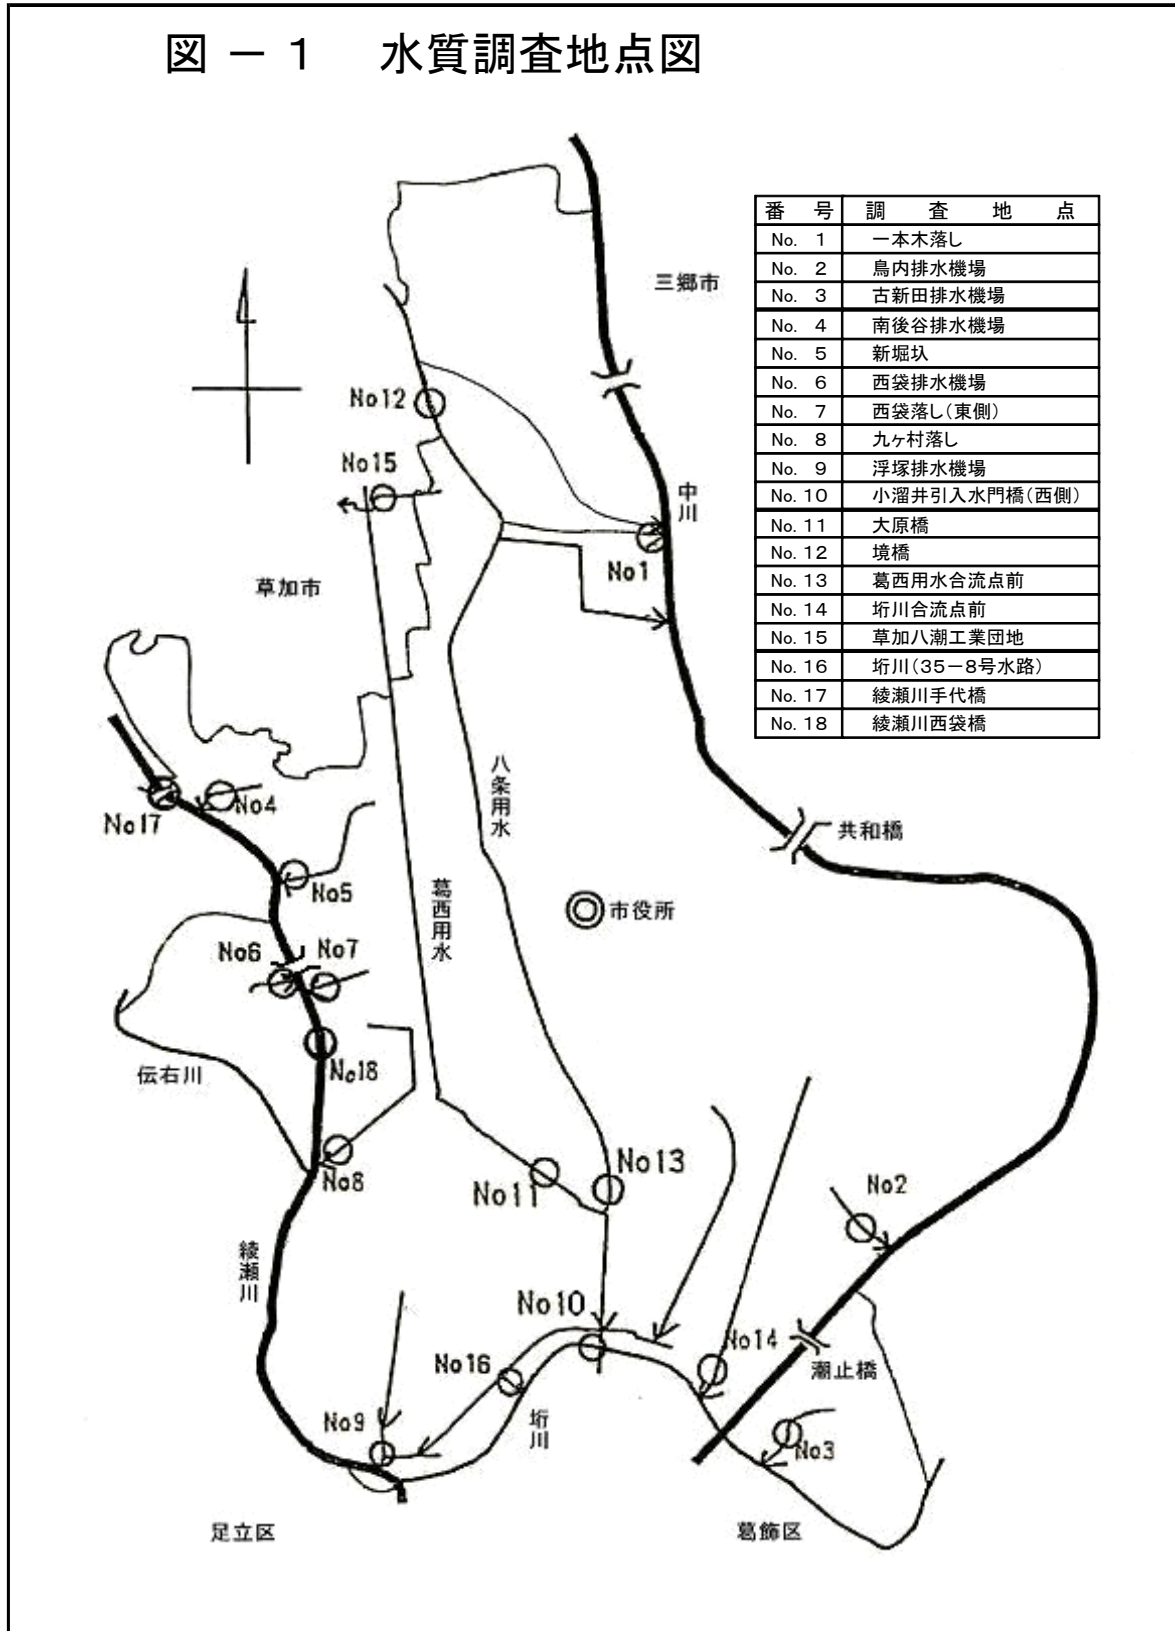 図－１　水質調査地点図
番　号　調　査　地　点
No. 1　一本木落し
No. 2　鳥内排水機場
No. 3　古新田排水機場
No. 4　南後谷排水機場
No. 5　新堀圦
No. 6　西袋排水機場
No. 7　西袋落し（東側）
No. 8　九ヶ村落し
No. 9　浮塚排水機場
No. 10　小溜井引入水門橋（西側）
No. 11　大原橋
No. 12　境橋
No. 13　葛西用水合流点前
No. 14　垳川合流点前
No. 15　草加八潮工業団地
No. 16　垳川（35－8号水路）
No. 17　綾瀬川手代橋
No. 18　綾瀬川西袋橋
三郷市
No12
No15
中川
No1
草加市
八条用水
No4
No17
共和橋
No5
葛西用水
市役所
No6
No7
No18
伝右川
No8
No11
No13
No2
綾瀬川
No10
No14
No16
潮止橋
No9
垳川
No3
足立区
葛飾区